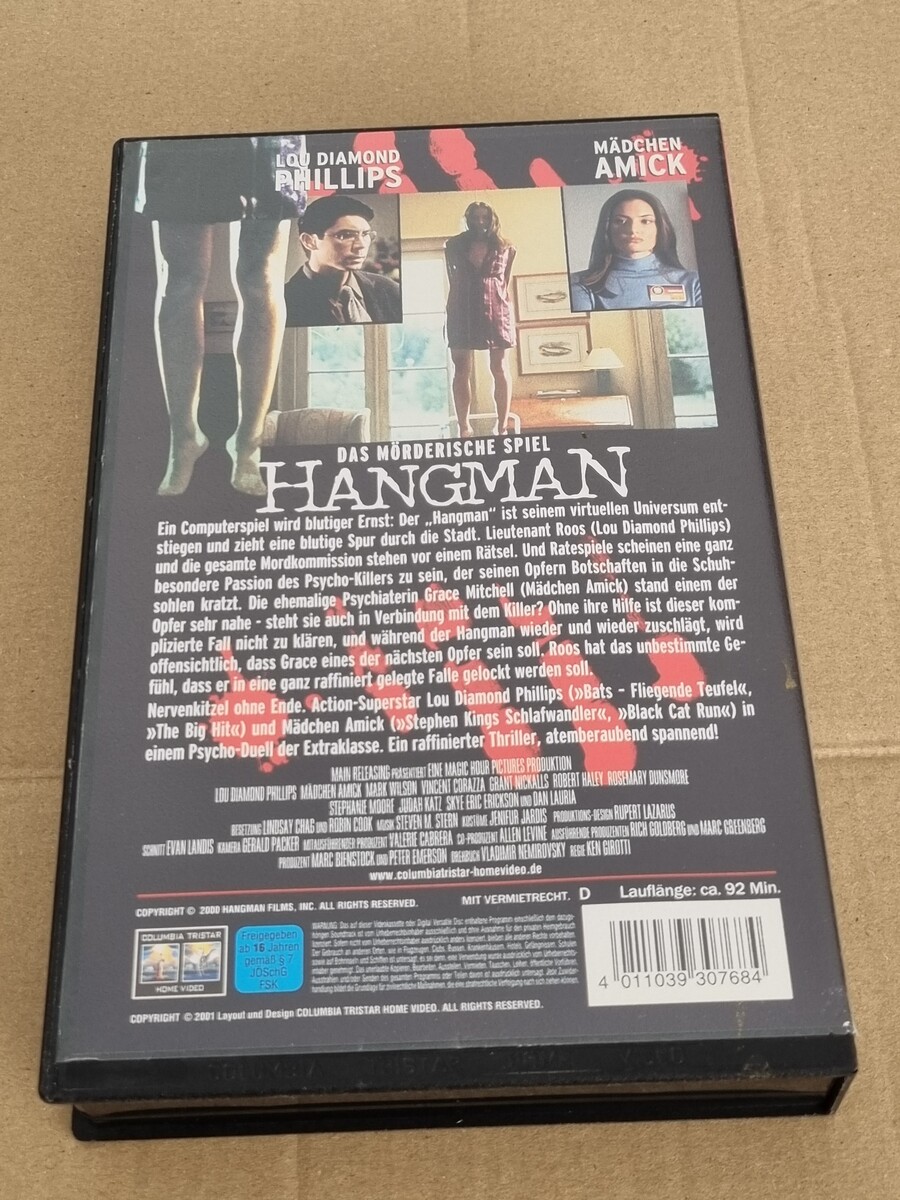 LOU DIAMOND
PHILLIPS
MÄDCHEN
AMICK
DAS MÖRDERISCHE SPIEL
HANGMAN
Ein Computerspiel wird blutiger Ernst: Der „Hangman“ ist seinem virtuellen Universum ent-
stiegen und zieht eine blutige Spur durch die Stadt. Lieutenant Roos (Lou Diamond Phillips)
und die gesamte Mordkommission stehen vor einem Rätsel. Und Ratespiele scheinen eine ganz
besondere Passion des Psycho-Killers zu sein, der seinen Opfern Botschaften in die Schuh-
sohlen kratzt. Die ehemalige Psychiaterin Grace Mitchell (Mädchen Amick) stand einem der
Opfer sehr nahe - steht sie auch in Verbindung mit dem Killer? Ohne ihre Hilfe ist dieser kom-
plizierte Fall nicht zu klären, und während der Hangman wieder und wieder zuschlägt, wird
offensichtlich, dass Grace eines der nächsten Opfer sein soll. Roos hat das unbestimmte Ge-
fühl, dass er in eine ganz raffiniert gelegte Falle gelockt werden soll.
Nervenkitzel ohne Ende. Action-Superstar Lou Diamond Phillips (»Bats - Fliegende Teufel«,
»The Big Hit«) und Mädchen Amick (»Stephen Kings Schlafwandler«, »Black Cat Run«) in
einem Psycho-Duell der Extraklasse. Ein raffinierter Thriller, atemberaubend spannend!
MAIN RELEASING PRÄSENTIERT EINE MAGIC HOUR PICTURES PRODUKTION
LOU DIAMOND PHILLIPS MÄDCHEN AMICK MARK WILSON VINCENT CORAZZA GRANT NICKALLS ROBERT HALEY ROSEMARY DUNSMORE
STEPHANIE MOORE JUDAH KATZ SKYE ERIC ERICKSON UND DAN LAURIA
BESETZUNG LINDSAY CHAG UND ROBIN COOK MUSIK STEVEN M. STERN KOSTÜME JENIFUR JARDIS PRODUKTIONS-DESIGN RUPERT LAZARUS
SCHNITT EVAN LANDIS KAMERA GERALD PACKER MITAUSFÜHRENDER PRODUZENT VALERIE CABRERA CO-PRODUZENT ALLEN LEVINE AUSFÜHRENDE PRODUZENTEN RICH GOLDBERG UND MARC GREENBERG
PRODUZENT MARC BIENSTOCK UND PETER EMERSON DREHBUCH VLADIMIR NEMIROVSKY REGIE KEN GIROTTI
www.columbiatristar-homevideo.de
COPYRIGHT © 2000 HANGMAN FILMS, INC. ALL RIGHTS RESERVED.
MIT VERMIETRECHT. D Lauflänge: ca. 92 Min.
COLUMBIA TRISTAR
HOME VIDEO
Freigegeben
ab 16 Jahren
gemäß § 7
JÖSchG
FSK
4 011039 307684
COPYRIGHT © 2001 Layout und Design COLUMBIA TRISTAR HOME VIDEO. ALL RIGHTS RESERVED.